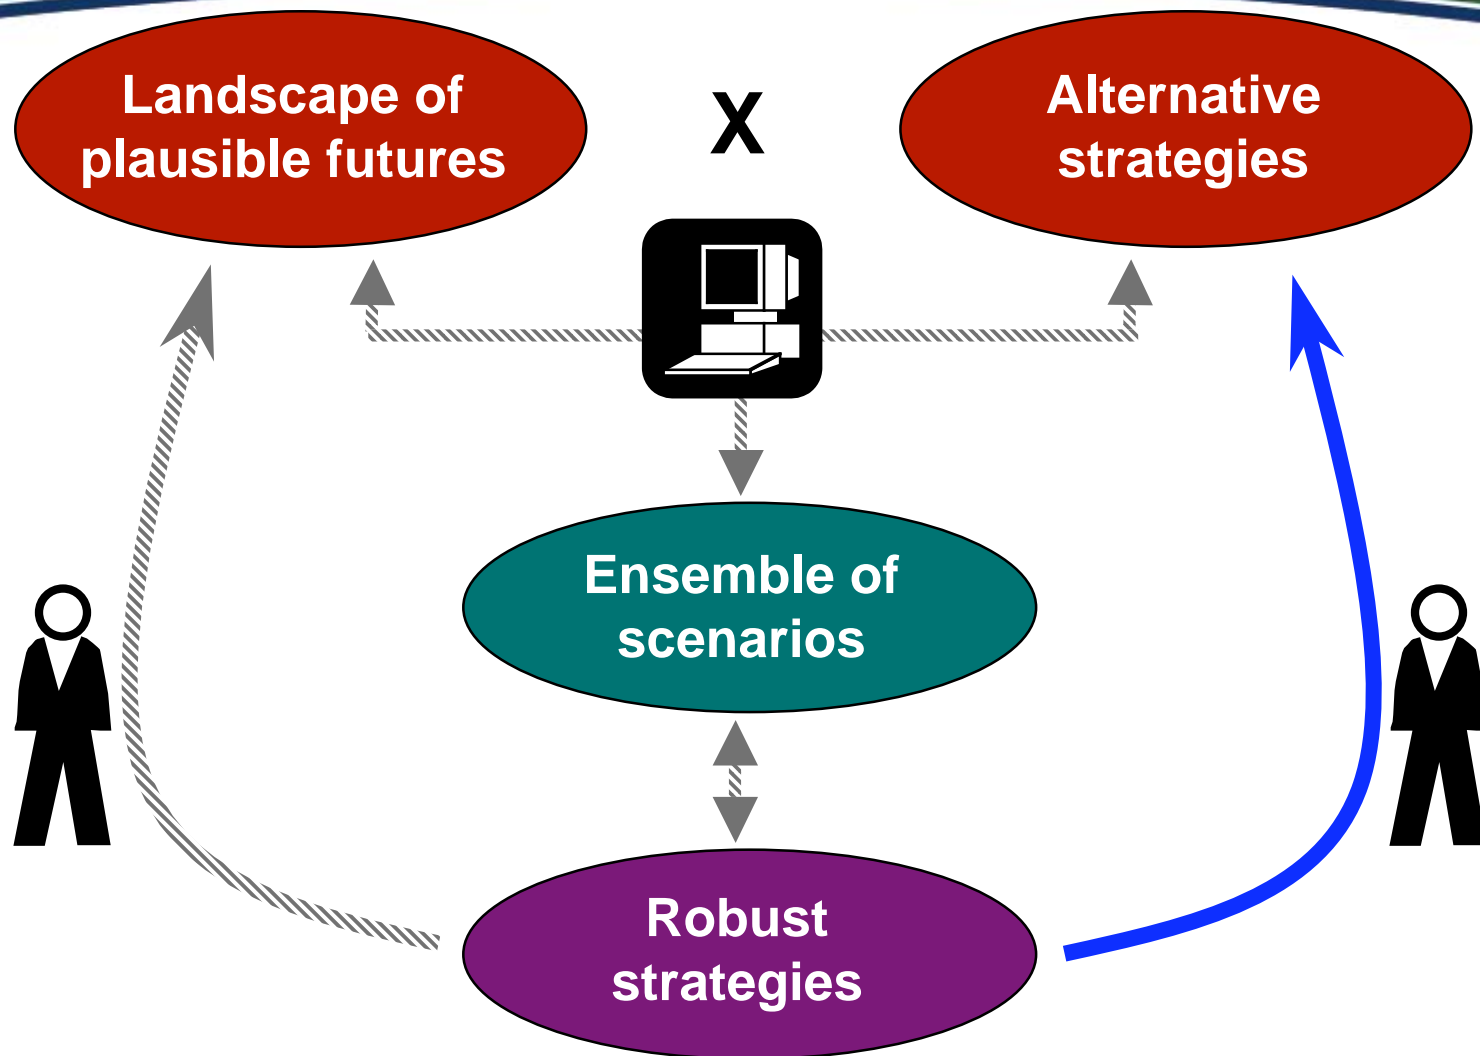 Landscape of
plausible futures
X
Alternative
strategies
Ensemble of
scenarios
Robust
strategies